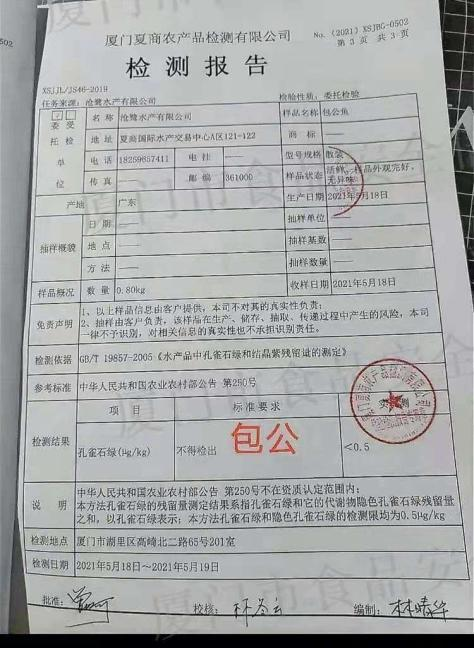 厦门夏商农产品检测有限公司
No.（2021）XSJBG-0502
第 3 页 共 3 页
检 测 报 告
XSJJL/JS46-2019
任务来源：沧鹭水产有限公司 检验性质：委托检验
委 受 托 检 单 位
名 称 沧鹭水产有限公司 样品名称 包公鱼
地 址 夏商国际水产交易中心A区121-122 商 标 ——
电 话 18259857411 电 挂 —— 型号规格 散装
传 真 —— 邮 编 361000 样品状态 活鲜，样品外观完好，无异味
产地 广东 生产日期 2021年5月18日
抽样概貌 日 期 —— 抽样单位 ——
地 点 —— 抽样基数 ——
方 法 —— 抽样数量 ——
样品概况 数 量 0.80kg 收样日期 2021年5月18日
免责声明
1、以上样品信息由客户提供，本司不对其的真实性负责；
2、抽样由客户负责，该样品在生产、储存、抽取、传递过程中产生的风险，本司
一律不予识别，对相关信息的真实性也不承担识别责任。
检测依据 GB/T 19857-2005《水产品中孔雀石绿和结晶紫残留量的测定》
参考标准 中华人民共和国农业农村部公告 第250号
检测结果
项 目 标准要求 实 测
孔雀石绿（μg/kg） 不得检出 <0.5
包公
说 明
中华人民共和国农业农村部公告 第250号不在资质认定范围内；
本方法孔雀石绿的残留量测定结果系指孔雀石绿和它的代谢物隐色孔雀石绿残留量
之和，以孔雀石绿表示；本方法孔雀石绿和隐色孔雀石绿的检测限均为0.5μg/kg
检测地点 厦门市湖里区高崎北二路65号201室
检测日期 2021年5月18日～2021年5月19日
批准： 校核： 编制：林晴华